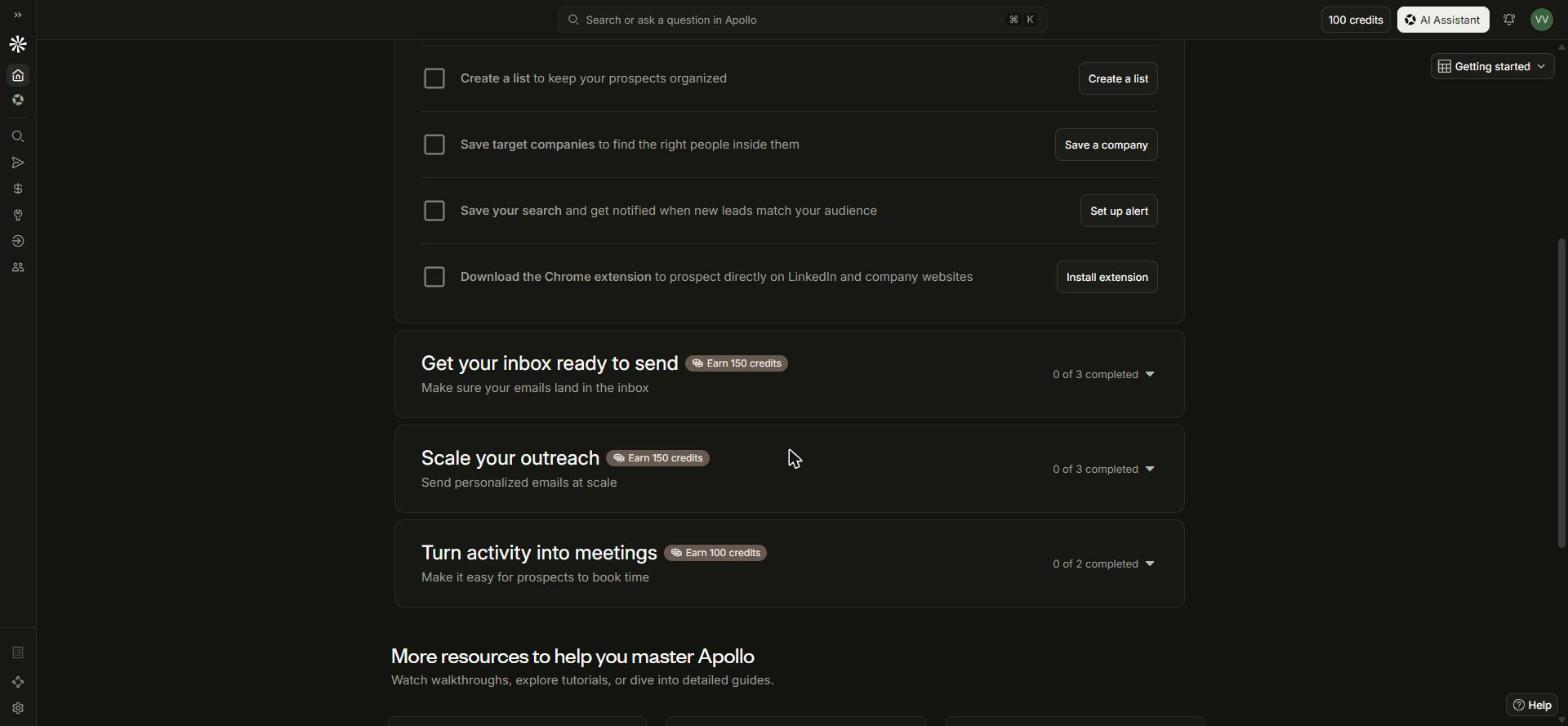 Search or ask a question in Apollo
⌘ K
100 credits
AI Assistant
VV
Getting started
Create a list to keep your prospects organized
Create a list
Save target companies to find the right people inside them
Save a company
Save your search and get notified when new leads match your audience
Set up alert
Download the Chrome extension to prospect directly on LinkedIn and company websites
Install extension
Get your inbox ready to send
Earn 150 credits
Make sure your emails land in the inbox
0 of 3 completed
Scale your outreach
Earn 150 credits
Send personalized emails at scale
0 of 3 completed
Turn activity into meetings
Earn 100 credits
Make it easy for prospects to book time
0 of 2 completed
More resources to help you master Apollo
Watch walkthroughs, explore tutorials, or dive into detailed guides.
Help